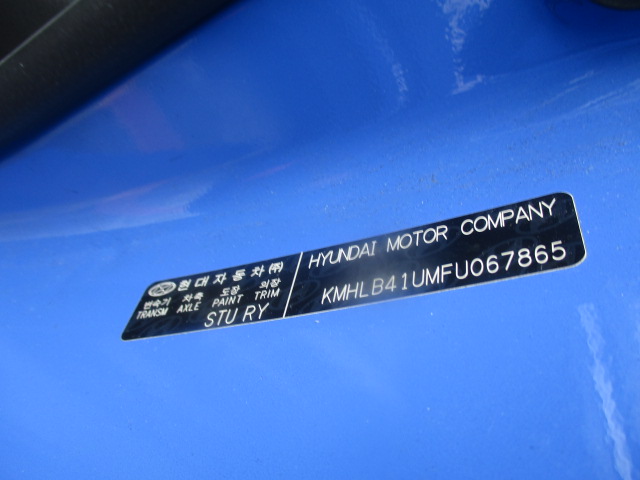 현대자동차(주)
변속기 차축 도장 의장
TRANSM AXLE PAINT TRIM
STU RY
HYUNDAI MOTOR COMPANY
KMHLB41UMFU067865